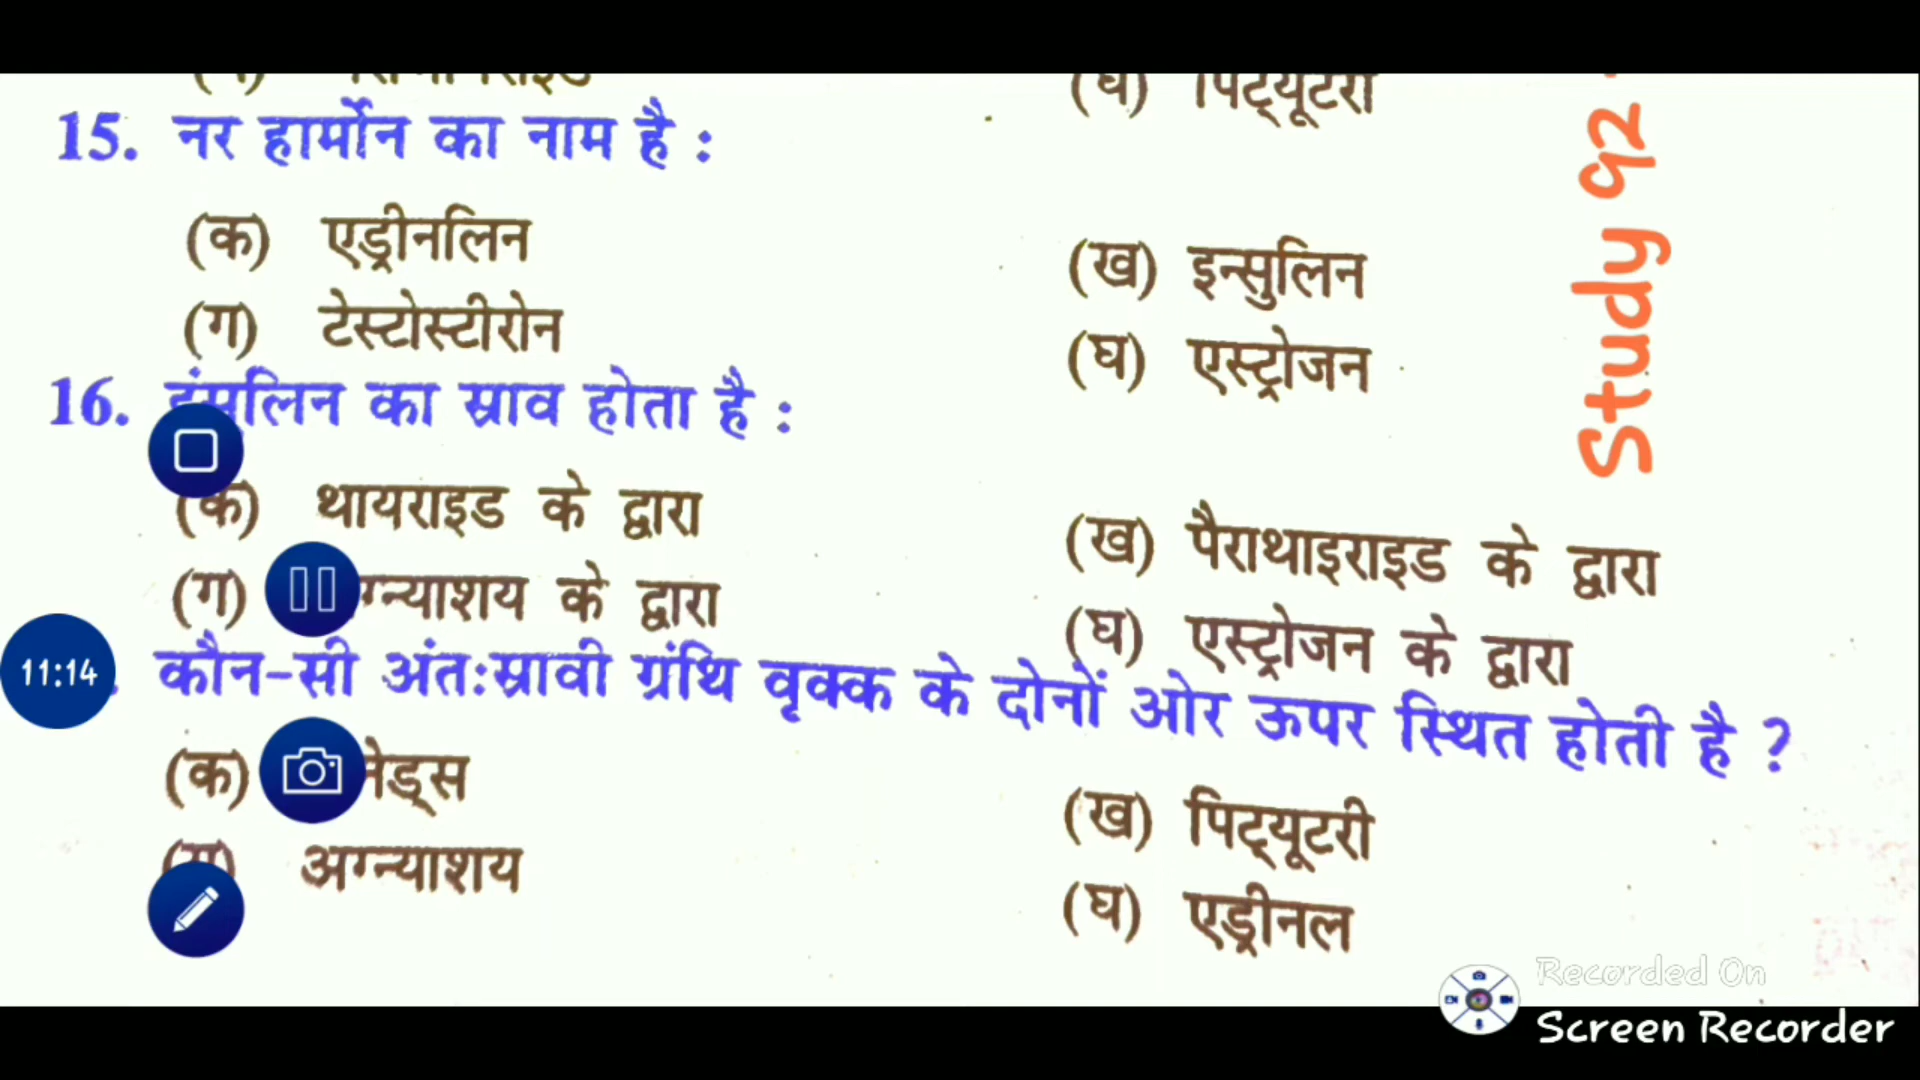 (घ) पिट्यूटरी
15. नर हार्मोन का नाम है :
(क) एड्रीनलिन
(ख) इन्सुलिन
(ग) टेस्टोस्टीरोन
(घ) एस्ट्रोजन
16. इंसुलिन का स्राव होता है :
(क) थायराइड के द्वारा
(ख) पैराथाइराइड के द्वारा
(ग) ग्न्याशय के द्वारा
(घ) एस्ट्रोजन के द्वारा
कौन-सी अंतःस्रावी ग्रंथि वृक्क के दोनों ओर ऊपर स्थित होती है ?
(क) नेड्स
(ख) पिट्यूटरी
(ग) अग्न्याशय
(घ) एड्रीनल
11:14
Study 92
Recorded On
Screen Recorder